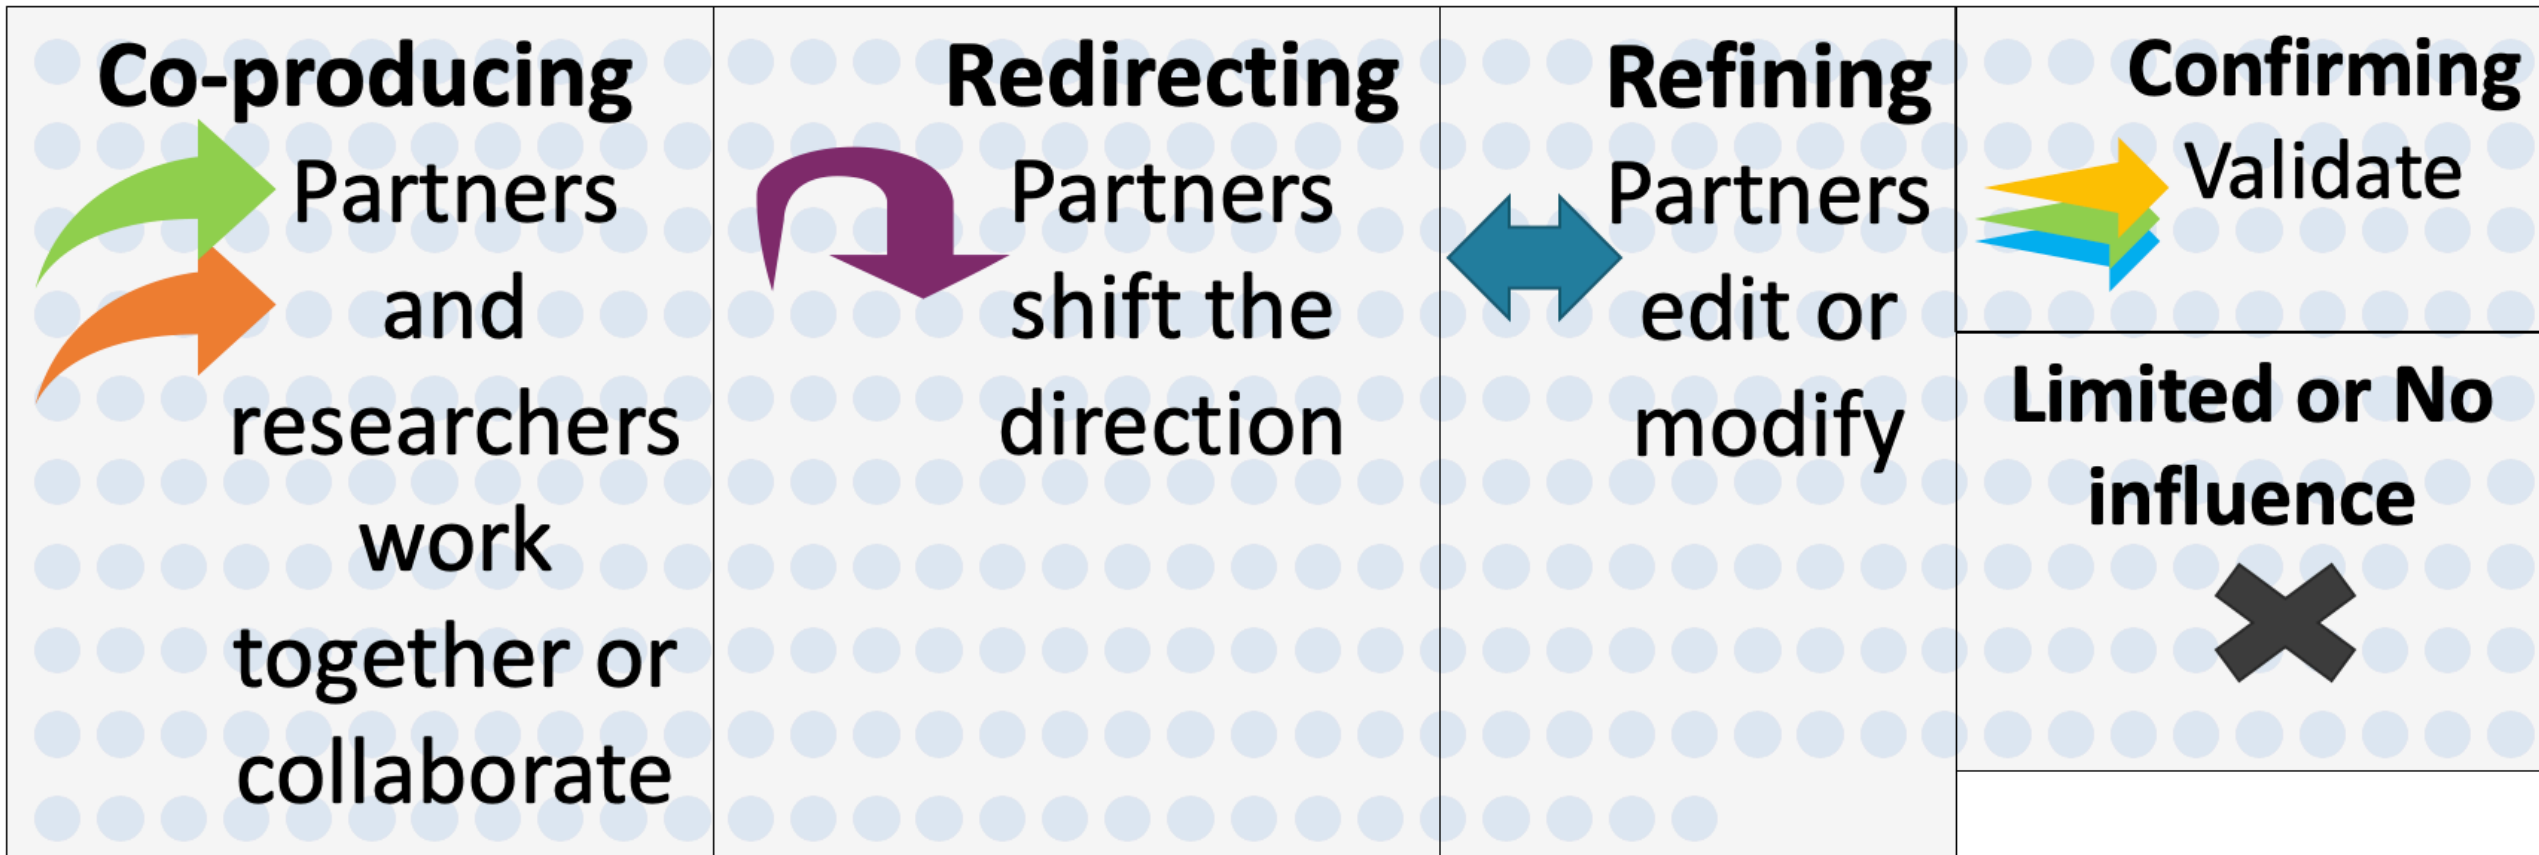 Co-producing
Partners
and
researchers
work
together or
collaborate
Redirecting
Partners
shift the
direction
Refining
Partners
edit or
modify
Confirming
Validate
Limited or No
influence